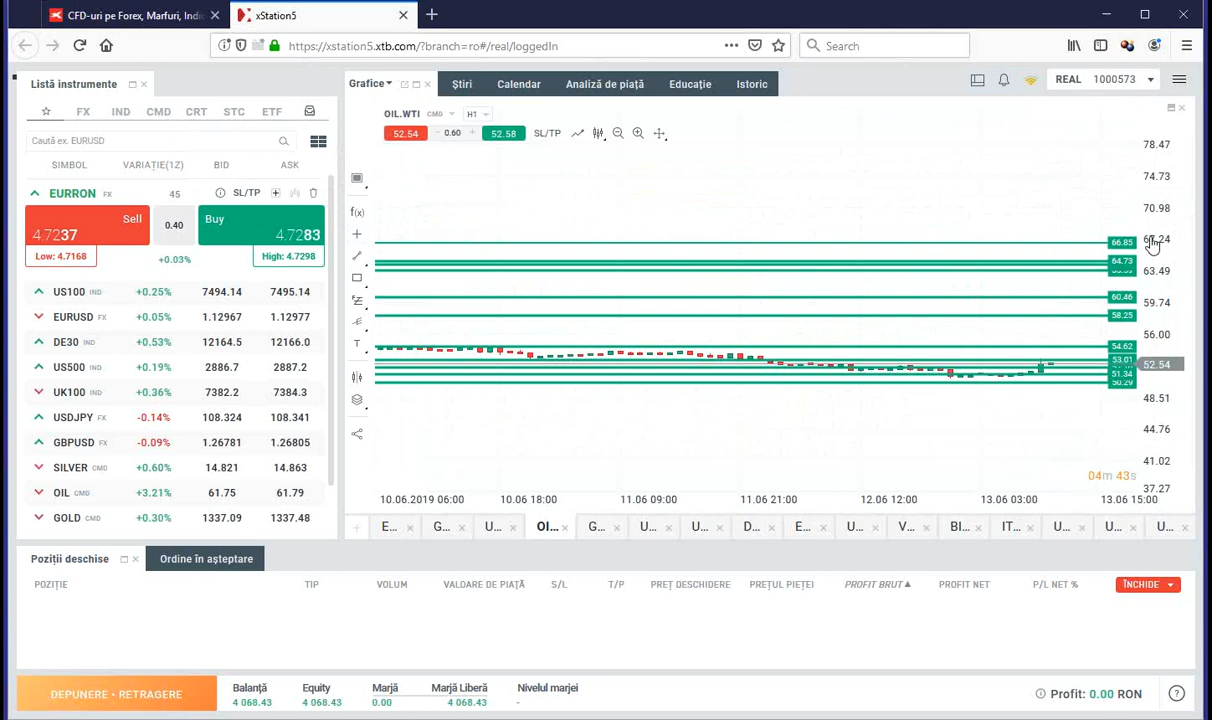 CFD-uri pe Forex, Marfuri, Indi
xStation5
https://xstation5.xtb.com/?branch=ro#/real/loggedIn
Search
Listă instrumente
Grafice
Știri
Calendar
Analiză de piață
Educație
Istoric
REAL 1000573
FX IND CMD CRT STC ETF
Caută ex. EURUSD
SIMBOL VARIAȚIE(1Z) BID ASK
EURRON FX 45 SL/TP
Sell 4.7237
0.40
Buy 4.7283
Low: 4.7168
+0.03%
High: 4.7298
US100 IND +0.25% 7494.14 7495.14
EURUSD FX +0.05% 1.12967 1.12977
DE30 IND +0.53% 12164.5 12166.0
US500 IND +0.19% 2886.7 2887.2
UK100 IND +0.36% 7382.2 7384.3
USDJPY FX -0.14% 108.324 108.341
GBPUSD FX -0.09% 1.26781 1.26805
SILVER CMD +0.60% 14.821 14.863
OIL CMD +3.21% 61.75 61.79
GOLD CMD +0.30% 1337.09 1337.48
OIL.WTI CMD H1
52.54 0.60 52.58 SL/TP
f(x)
T
78.47
74.73
70.98
66.85
64.73
63.49
60.46
59.74
58.25
56.00
54.62
53.01
52.54
51.34
50.29
48.51
44.76
41.02
37.27
04m 43s
10.06.2019 06:00 10.06 18:00 11.06 09:00 11.06 21:00 12.06 12:00 13.06 03:00 13.06 15:00
E... G... U... OI... G... U... U... D... E... U... V... BI... IT... U... U... U...
Poziții deschise
Ordine în așteptare
POZIȚIE TIP VOLUM VALOARE DE PIAȚĂ S/L T/P PREȚ DESCHIDERE PREȚUL PIEȚEI PROFIT BRUT PROFIT NET P/L NET % ÎNCHIDE
DEPUNERE • RETRAGERE
Balanță Equity Marjă Marjă Liberă Nivelul marjei
4 068.43 4 068.43 0.00 4 068.43 -
Profit: 0.00 RON